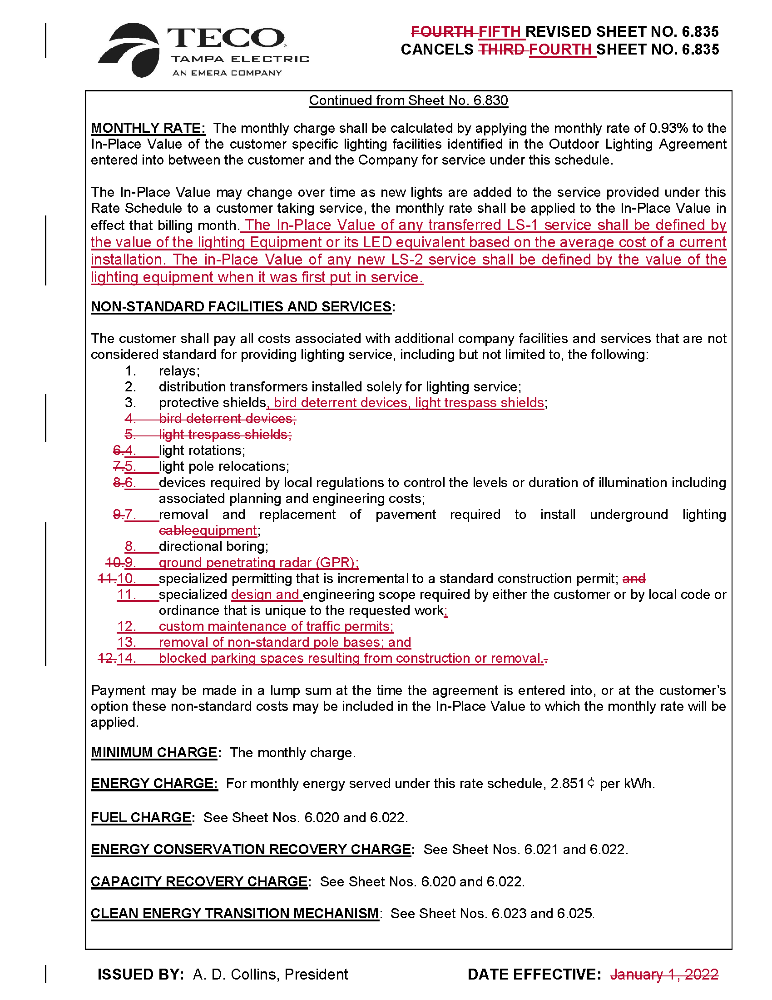 TECO.
TAMPA ELECTRIC
AN EMERA COMPANY
FOURTH FIFTH REVISED SHEET NO. 6.835
CANCELS THIRD FOURTH SHEET NO. 6.835
Continued from Sheet No. 6.830
MONTHLY RATE: The monthly charge shall be calculated by applying the monthly rate of 0.93% to the
In-Place Value of the customer specific lighting facilities identified in the Outdoor Lighting Agreement
entered into between the customer and the Company for service under this schedule.
The In-Place Value may change over time as new lights are added to the service provided under this
Rate Schedule to a customer taking service, the monthly rate shall be applied to the In-Place Value in
effect that billing month. The In-Place Value of any transferred LS-1 service shall be defined by
the value of the lighting Equipment or its LED equivalent based on the average cost of a current
installation. The in-Place Value of any new LS-2 service shall be defined by the value of the
lighting equipment when it was first put in service.
NON-STANDARD FACILITIES AND SERVICES:
The customer shall pay all costs associated with additional company facilities and services that are not
considered standard for providing lighting service, including but not limited to, the following:
1. relays;
2. distribution transformers installed solely for lighting service;
3. protective shields, bird deterrent devices, light trespass shields;
4. bird deterrent devices;
5. light trespass shields;
6.4. light rotations;
7.5. light pole relocations;
8.6. devices required by local regulations to control the levels or duration of illumination including
associated planning and engineering costs;
9.7. removal and replacement of pavement required to install underground lighting
cableequipment;
8. directional boring;
10.9. ground penetrating radar (GPR);
11.10. specialized permitting that is incremental to a standard construction permit; and
11. specialized design and engineering scope required by either the customer or by local code or
ordinance that is unique to the requested work;
12. custom maintenance of traffic permits;
13. removal of non-standard pole bases; and
12.14. blocked parking spaces resulting from construction or removal..
Payment may be made in a lump sum at the time the agreement is entered into, or at the customer's
option these non-standard costs may be included in the In-Place Value to which the monthly rate will be
applied.
MINIMUM CHARGE: The monthly charge.
ENERGY CHARGE: For monthly energy served under this rate schedule, 2.851¢ per kWh.
FUEL CHARGE: See Sheet Nos. 6.020 and 6.022.
ENERGY CONSERVATION RECOVERY CHARGE: See Sheet Nos. 6.021 and 6.022.
CAPACITY RECOVERY CHARGE: See Sheet Nos. 6.020 and 6.022.
CLEAN ENERGY TRANSITION MECHANISM: See Sheet Nos. 6.023 and 6.025.
ISSUED BY: A. D. Collins, President
DATE EFFECTIVE: January 1, 2022